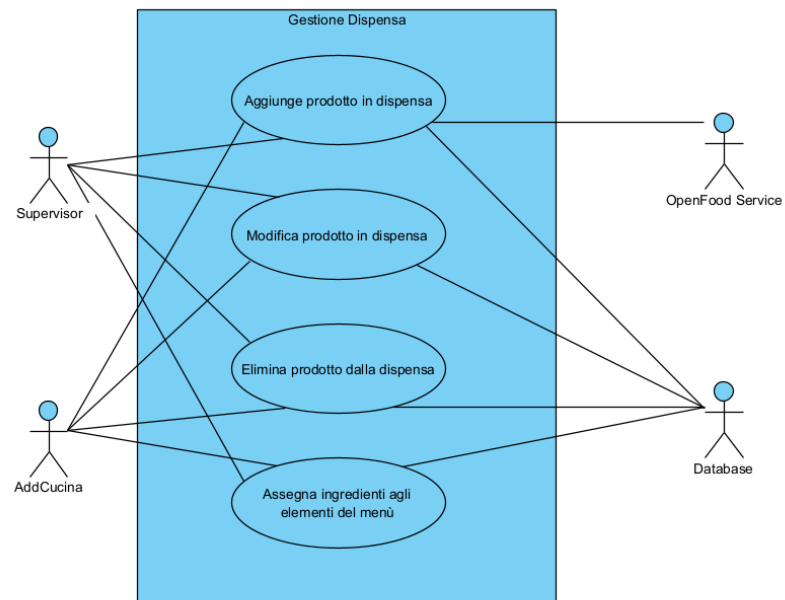 Gestione Dispensa
Aggiunge prodotto in dispensa
OpenFood Service
Supervisor
Modifica prodotto in dispensa
Elimina prodotto dalla dispensa
AddCucina
Database
Assegna ingredienti agli
elementi del menù